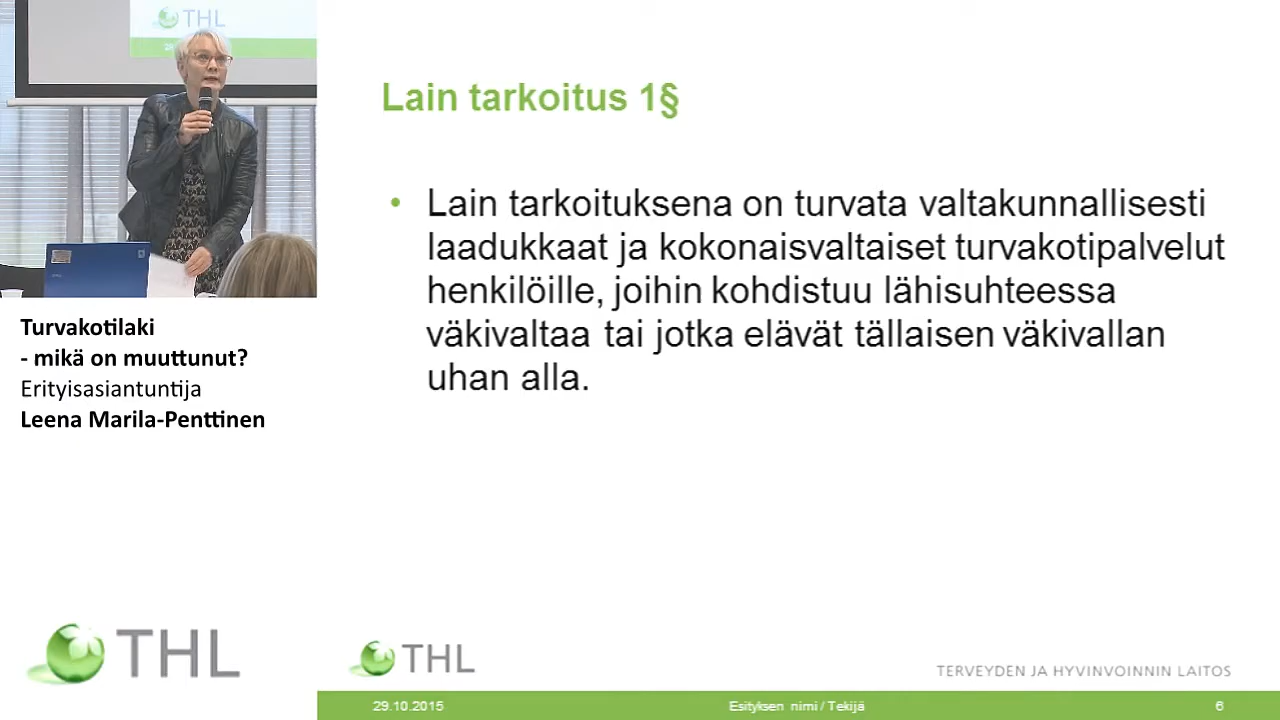 THL
Lain tarkoitus 1§
• Lain tarkoituksena on turvata valtakunnallisesti
laadukkaat ja kokonaisvaltaiset turvakotipalvelut
henkilöille, joihin kohdistuu lähisuhteessa
väkivaltaa tai jotka elävät tällaisen väkivallan
uhan alla.
Turvakotilaki
- mikä on muuttunut?
Erityisasiantuntija
Leena Marila-Penttinen
THL
THL
TERVEYDEN JA HYVINVOINNIN LAITOS
29.10.2015
Esityksen nimi / Tekijä
6